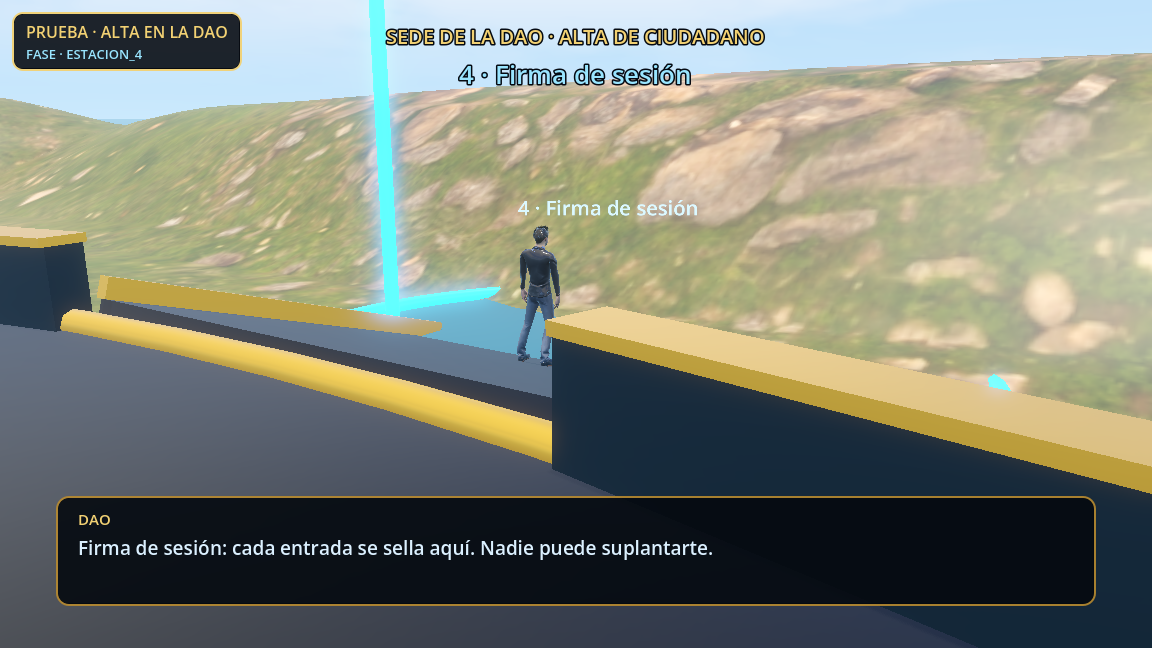 PRUEBA · ALTA EN LA DAO
FASE · ESTACION_4
SEDE DE LA DAO · ALTA DE CIUDADANO
4 · Firma de sesión
4 · Firma de sesión
DAO
Firma de sesión: cada entrada se sella aquí. Nadie puede suplantarte.